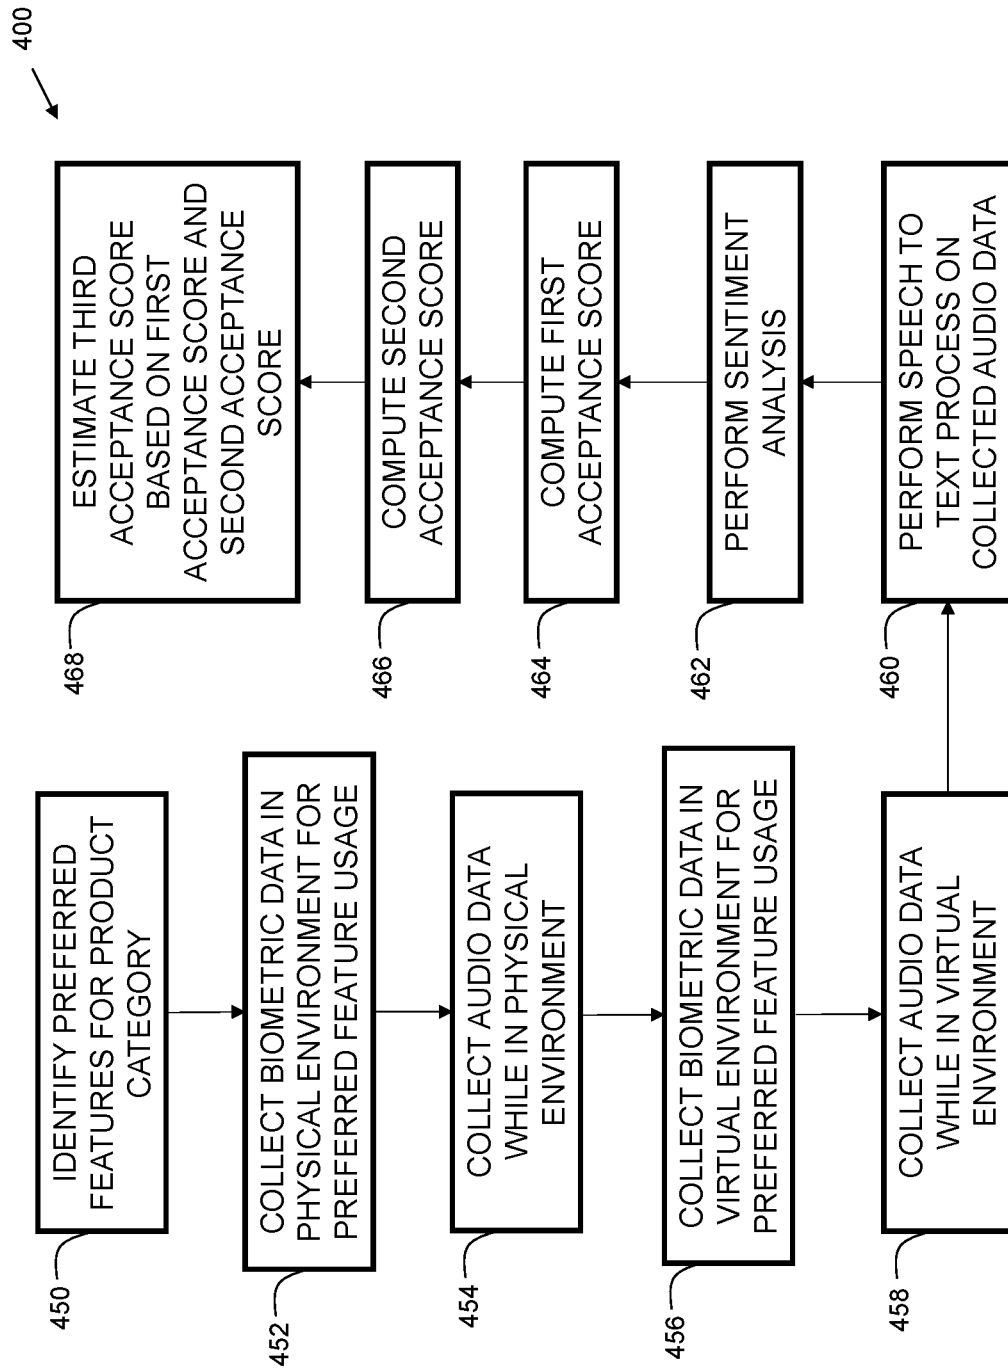 400
IDENTIFY PREFERRED
FEATURES FOR PRODUCT
CATEGORY
450
COLLECT BIOMETRIC DATA IN
PHYSICAL ENVIRONMENT FOR
PREFERRED FEATURE USAGE
452
COLLECT AUDIO DATA
WHILE IN PHYSICAL
ENVIRONMENT
454
COLLECT BIOMETRIC DATA IN
VIRTUAL ENVIRONMENT FOR
PREFERRED FEATURE USAGE
456
COLLECT AUDIO DATA
WHILE IN VIRTUAL
ENVIRONMENT
458
PERFORM SPEECH TO
TEXT PROCESS ON
COLLECTED AUDIO DATA
460
PERFORM SENTIMENT
ANALYSIS
462
COMPUTE FIRST
ACCEPTANCE SCORE
464
COMPUTE SECOND
ACCEPTANCE SCORE
466
ESTIMATE THIRD
ACCEPTANCE SCORE
BASED ON FIRST
ACCEPTANCE SCORE AND
SECOND ACCEPTANCE
SCORE
468